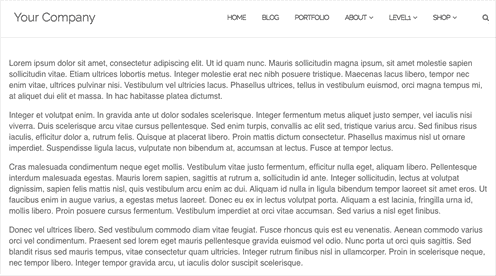 Your Company
HOME BLOG PORTFOLIO ABOUT LEVEL1 SHOP
Lorem ipsum dolor sit amet, consectetur adipiscing elit. Ut id quam nunc. Mauris sollicitudin magna ipsum, sit amet molestie sapien
sollicitudin vitae. Etiam ultrices lobortis metus. Integer molestie erat nec nibh posuere tristique. Maecenas lacus libero, tempor nec
enim vitae, ultrices pulvinar nisi. Vestibulum vel ultricies lacus. Phasellus ultrices, tellus in vestibulum euismod, orci magna tempus mi,
at aliquet dui elit et massa. In hac habitasse platea dictumst.
Integer et volutpat enim. In gravida ante ut dolor sodales scelerisque. Integer fermentum metus aliquet justo semper, vel iaculis nisi
viverra. Duis scelerisque arcu vitae cursus pellentesque. Sed enim turpis, convallis ac elit sed, tristique varius arcu. Sed finibus risus
iaculis, efficitur dolor a, rutrum felis. Quisque at placerat libero. Proin mattis dictum consectetur. Phasellus maximus nisl ut ornare
imperdiet. Suspendisse ligula lacus, vulputate non bibendum at, accumsan at lectus. Fusce at tempor lectus.
Cras malesuada condimentum neque eget mollis. Vestibulum vitae justo fermentum, efficitur nulla eget, aliquam libero. Pellentesque
interdum malesuada egestas. Mauris lorem sapien, sagittis at rutrum a, sollicitudin id ante. Integer sollicitudin, lectus at volutpat
dignissim, sapien felis mattis nisl, quis vestibulum arcu enim ac dui. Aliquam id nulla in ligula bibendum tempor laoreet sit amet eros. Ut
faucibus enim in augue varius, a egestas metus laoreet. Donec eu ex in lectus volutpat porta. Aliquam a est lacinia, fringilla urna id,
mollis libero. Proin posuere cursus fermentum. Vestibulum imperdiet at orci vitae accumsan. Sed varius a nisl eget finibus.
Donec vel ultrices libero. Sed vestibulum commodo diam vitae feugiat. Fusce rhoncus quis est eu venenatis. Aenean commodo varius
orci vel condimentum. Praesent sed lorem eget mauris pellentesque gravida euismod vel odio. Nunc porta ut orci quis sagittis. Sed
blandit risus sed mauris tempus, vitae consectetur quam ultricies. Integer rutrum finibus nisl in ullamcorper. Proin in scelerisque neque,
nec tempor libero. Integer tempor gravida arcu, ut iaculis dolor suscipit scelerisque.